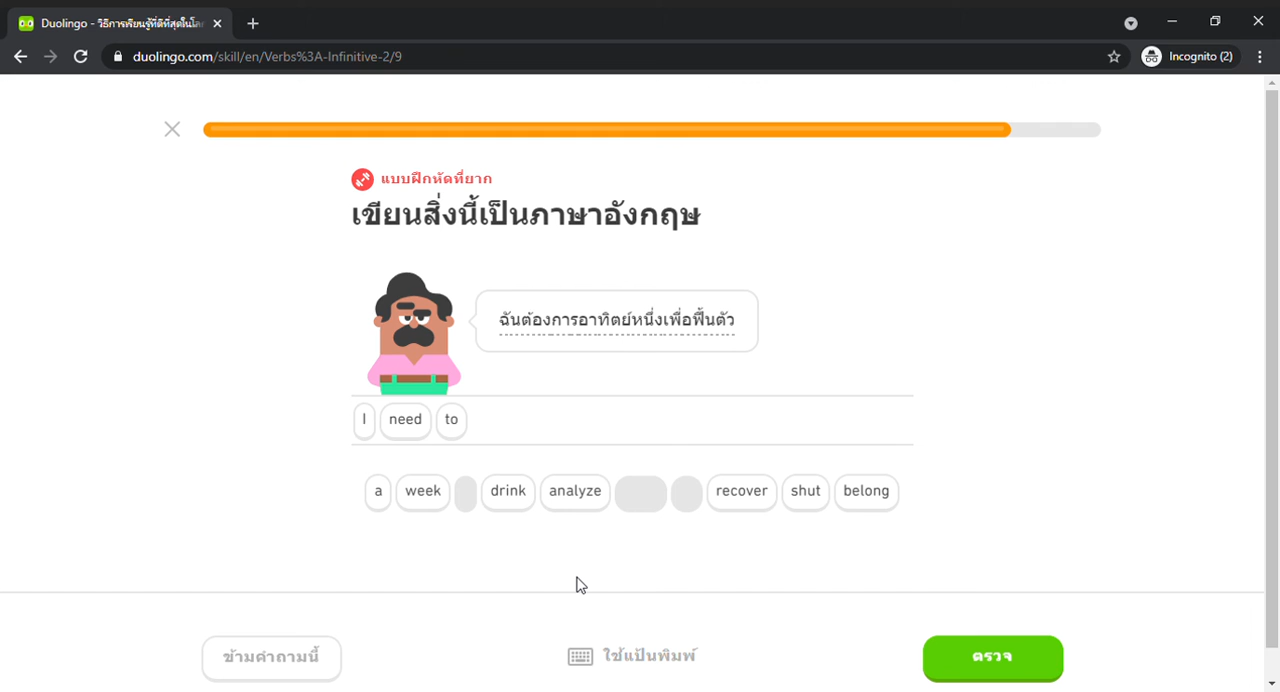 Duolingo - วิธีการเรียนรู้ที่ดีที่สุดในโล
duolingo.com/skill/en/Verbs%3A-Infinitive-2/9
Incognito (2)
แบบฝึกหัดที่ยาก
เขียนสิ่งนี้เป็นภาษาอังกฤษ
ฉันต้องการอาทิตย์หนึ่งเพื่อฟื้นตัว
I need to
a week drink analyze recover shut belong
ข้ามคำถามนี้
ใช้แป้นพิมพ์
ตรวจ